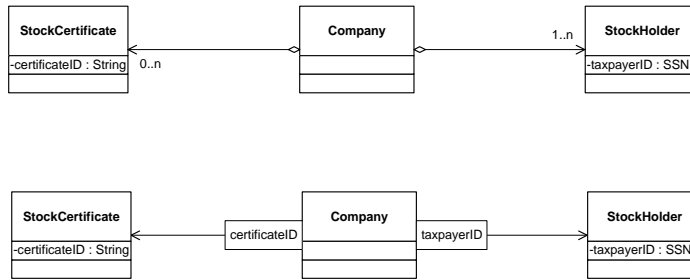 StockCertificate
-certificateID : String
0..n
Company
1..n
StockHolder
-taxpayerID : SSN
StockCertificate
-certificateID : String
certificateID
Company
taxpayerID
StockHolder
-taxpayerID : SSN